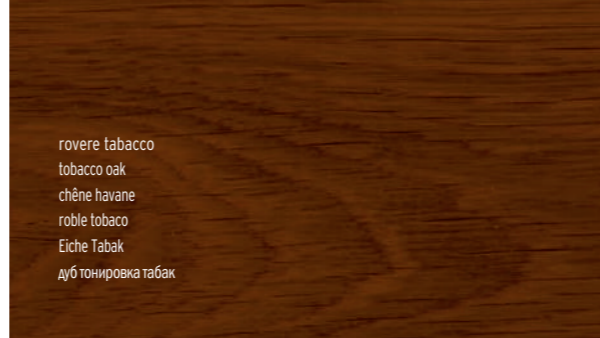 rovere tabacco
tobacco oak
chêne havane
roble tobaco
Eiche Tabak
дуб тонировка табак